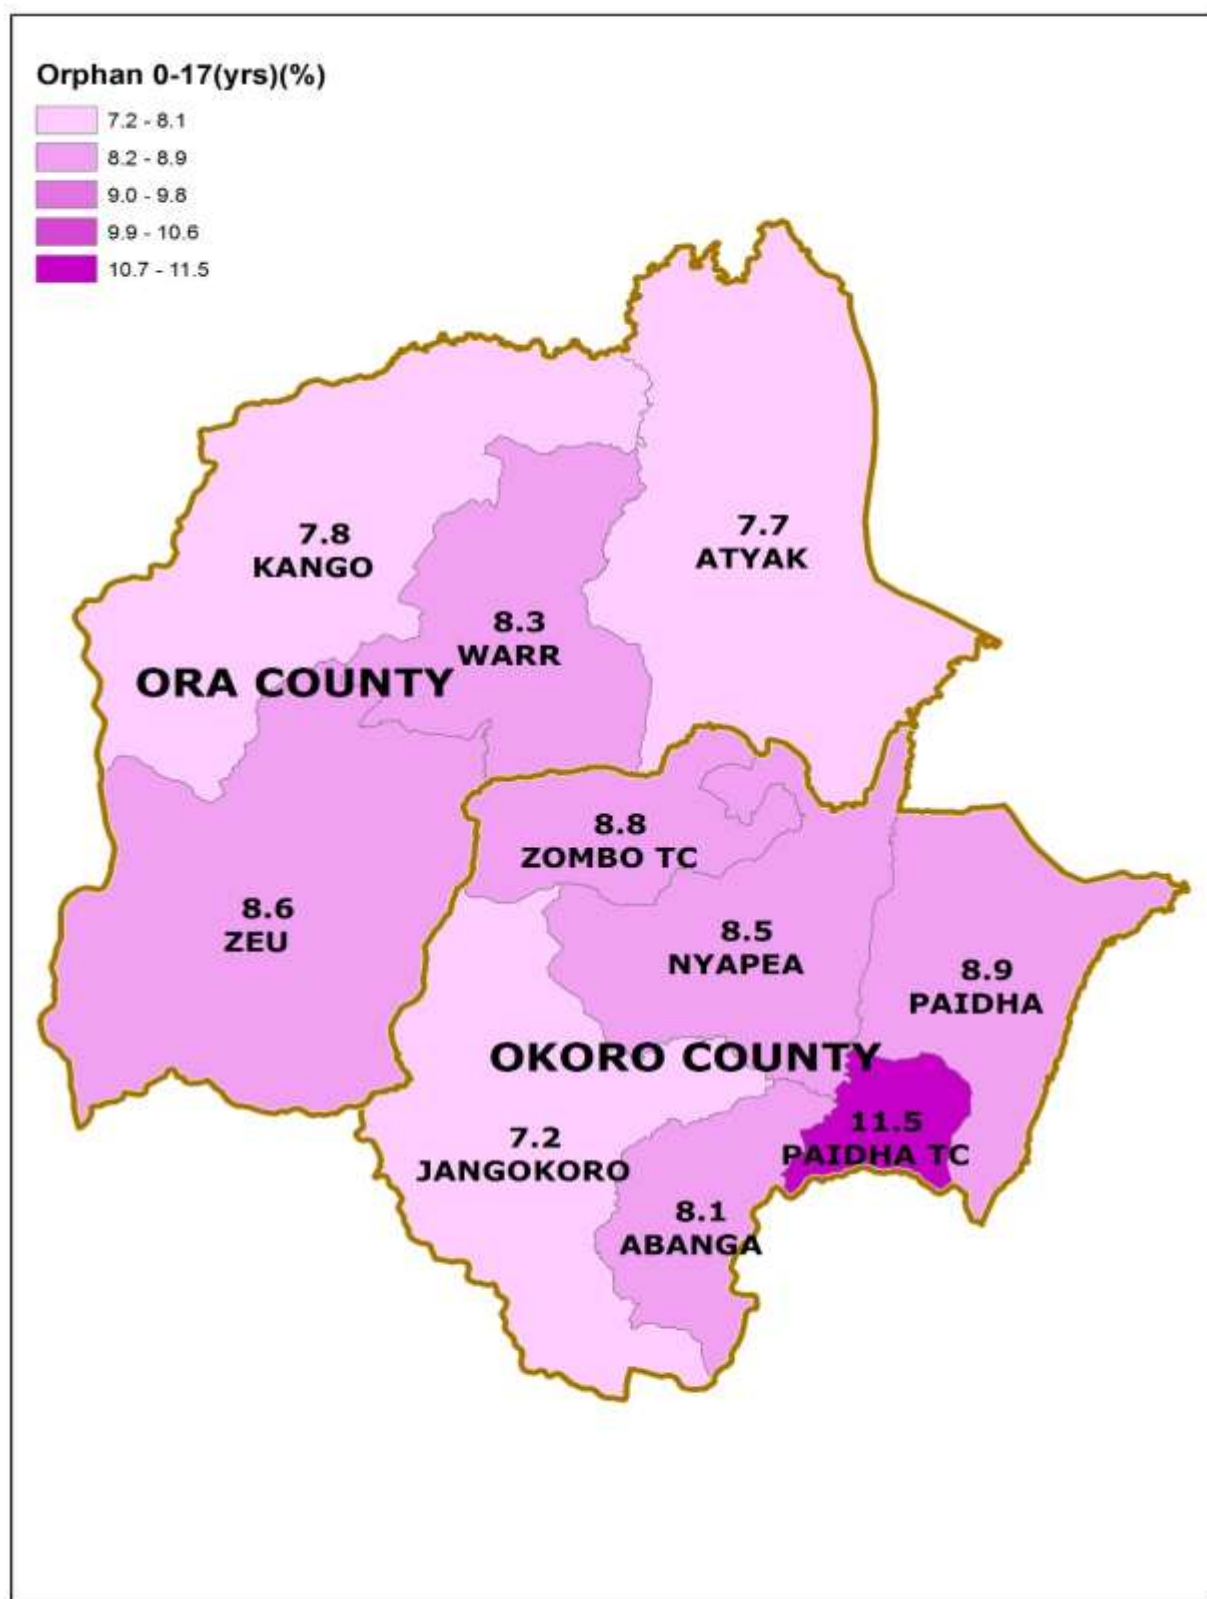 Orphan 0-17(yrs)(%)
7.2 - 8.1
8.2 - 8.9
9.0 - 9.8
9.9 - 10.6
10.7 - 11.5
7.8
KANGO
7.7
ATYAK
8.3
WARR
ORA COUNTY
8.8
ZOMBO TC
8.6
ZEU
8.5
NYAPEA
8.9
PAIDHA
OKORO COUNTY
7.2
JANGOKORO
11.5
PAIDHA TC
8.1
ABANGA